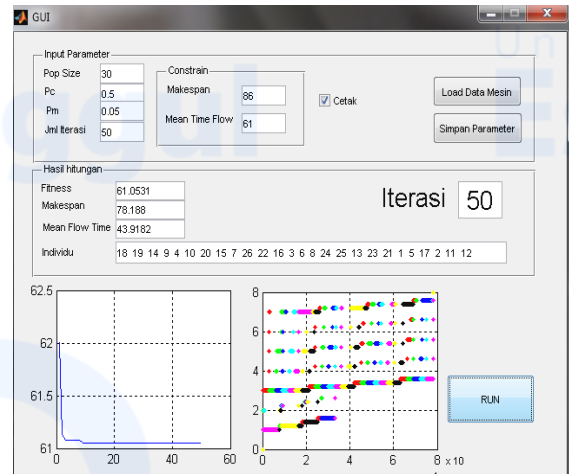 GUI
Input Parameter
Pop Size 30
Pc 0.5
Pm 0.05
Jml Iterasi 50
Constrain
Makespan 86
Mean Time Flow 61
Cetak
Load Data Mesin
Simpan Parameter
Hasil hitungan
Fitness 61.0531
Makespan 78.188
Mean Flow Time 43.9182
Individu 18 19 14 9 4 10 20 15 7 26 22 16 3 6 8 24 25 13 23 21 1 5 17 2 11 12
Iterasi 50
62.5
62
61.5
61
0 20 40 60
8
6
4
2
0
0 2 4 6 8 x 10
RUN